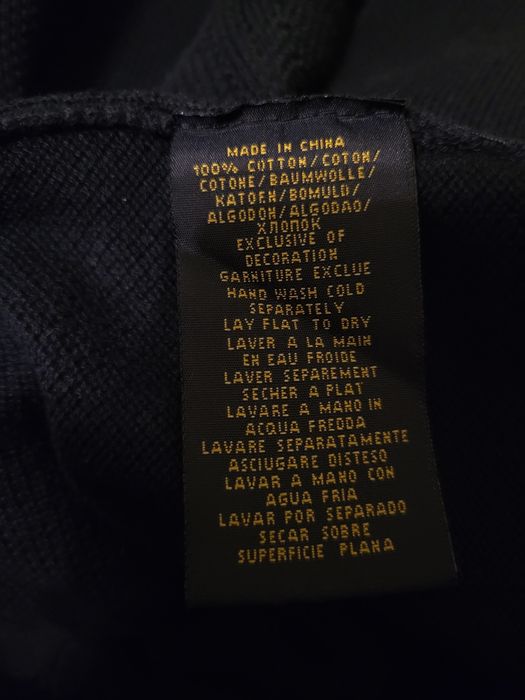 MADE IN CHINA
100% COTTON/COTON/
COTONE/BAUMWOLLE/
KATOEN/BOMULD/
ALGODON/ALGODAO/
ХЛОПОК
EXCLUSIVE OF
DECORATION
GARNITURE EXCLUE
HAND WASH COLD
SEPARATELY
LAY FLAT TO DRY
LAVER A LA MAIN
EN EAU FROIDE
LAVER SEPAREMENT
SECHER A PLAT
LAVARE A MANO IN
ACQUA FREDDA
LAVARE SEPARATAMENTE
ASCIUGARE DISTESO
LAVAR A MANO CON
AGUA FRIA
LAVAR POR SEPARADO
SECAR SOBRE
SUPERFICIE PLANA